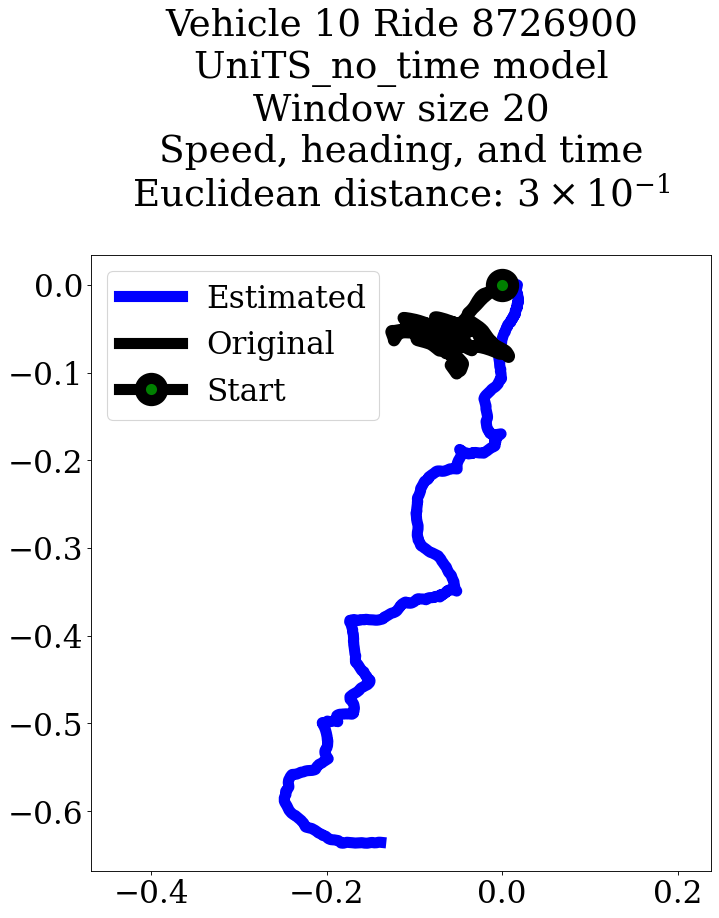 Vehicle 10 Ride 8726900
UniTS_no_time model
Window size 20
Speed, heading, and time
Euclidean distance: 3 × 10⁻¹
Estimated
Original
Start
0.0
−0.1
−0.2
−0.3
−0.4
−0.5
−0.6
−0.4 −0.2 0.0 0.2